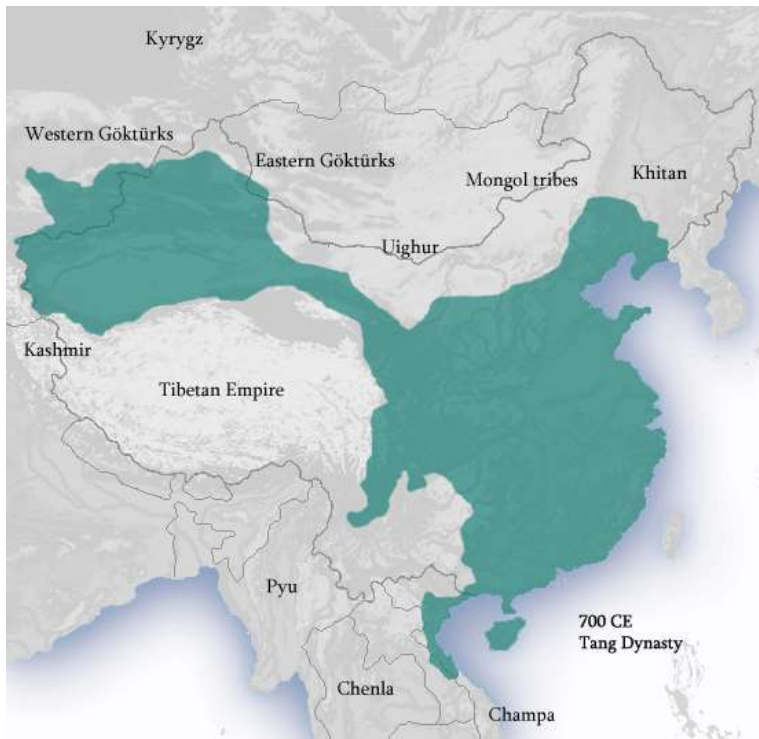 Kyrygz
Western Göktürks
Eastern Göktürks
Mongol tribes
Khitan
Uighur
Kashmir
Tibetan Empire
Pyu
700 CE
Tang Dynasty
Chenla
Champa